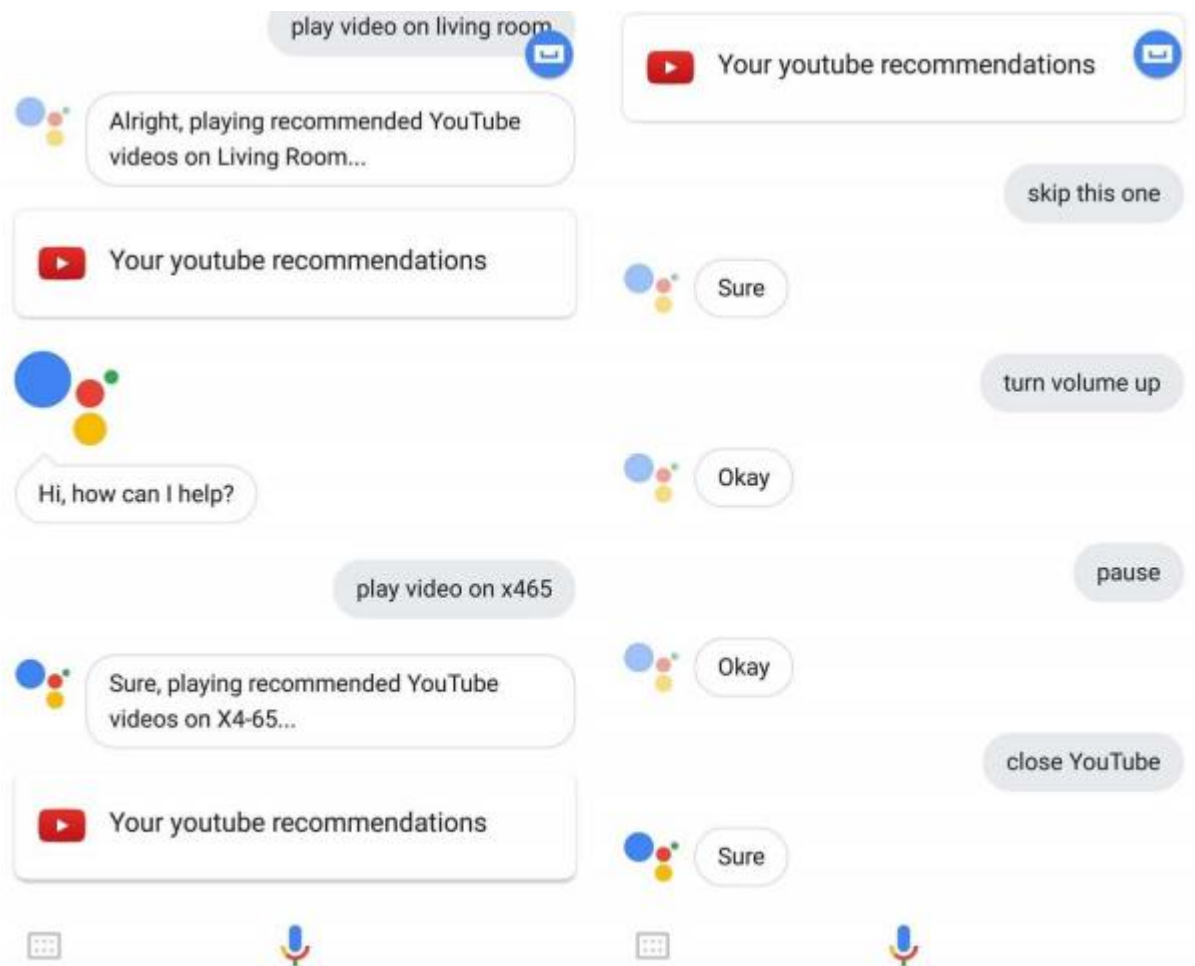 play video on living room
Alright, playing recommended YouTube
videos on Living Room...
Your youtube recommendations
Hi, how can I help?
play video on x465
Sure, playing recommended YouTube
videos on X4-65...
Your youtube recommendations
Your youtube recommendations
skip this one
Sure
turn volume up
Okay
pause
Okay
close YouTube
Sure